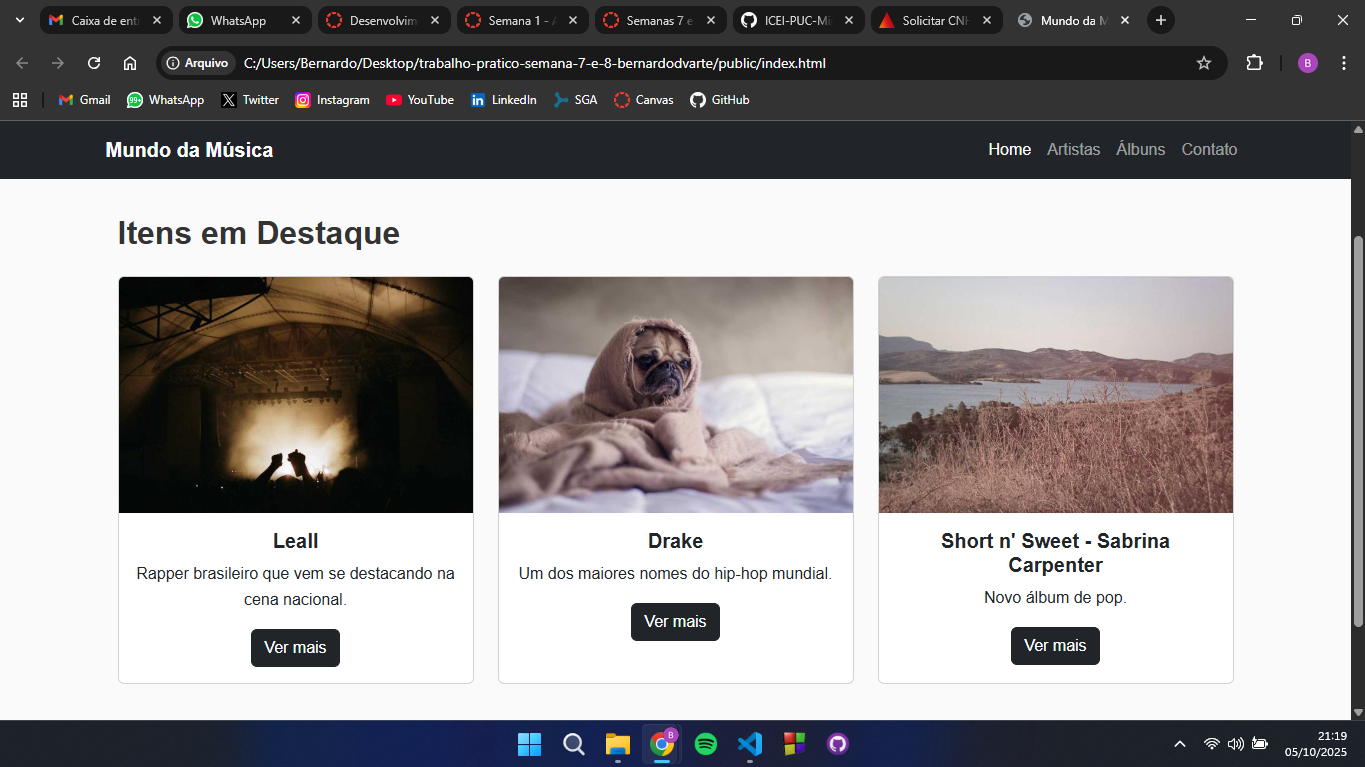 Caixa de ent
WhatsApp
Desenvolvim
Semana 1 - A
Semanas 7 e
ICEI-PUC-Mi
Solicitar CNH
Mundo da M
Arquivo
C:/Users/Bernardo/Desktop/trabalho-pratico-semana-7-e-8-bernardodvarte/public/index.html
B
Gmail
99+
WhatsApp
Twitter
Instagram
YouTube
LinkedIn
SGA
Canvas
GitHub
Mundo da Música
Home
Artistas
Álbuns
Contato
Itens em Destaque
Leall
Rapper brasileiro que vem se destacando na
cena nacional.
Ver mais
Drake
Um dos maiores nomes do hip-hop mundial.
Ver mais
Short n' Sweet - Sabrina
Carpenter
Novo álbum de pop.
Ver mais
B
21:19
05/10/2025